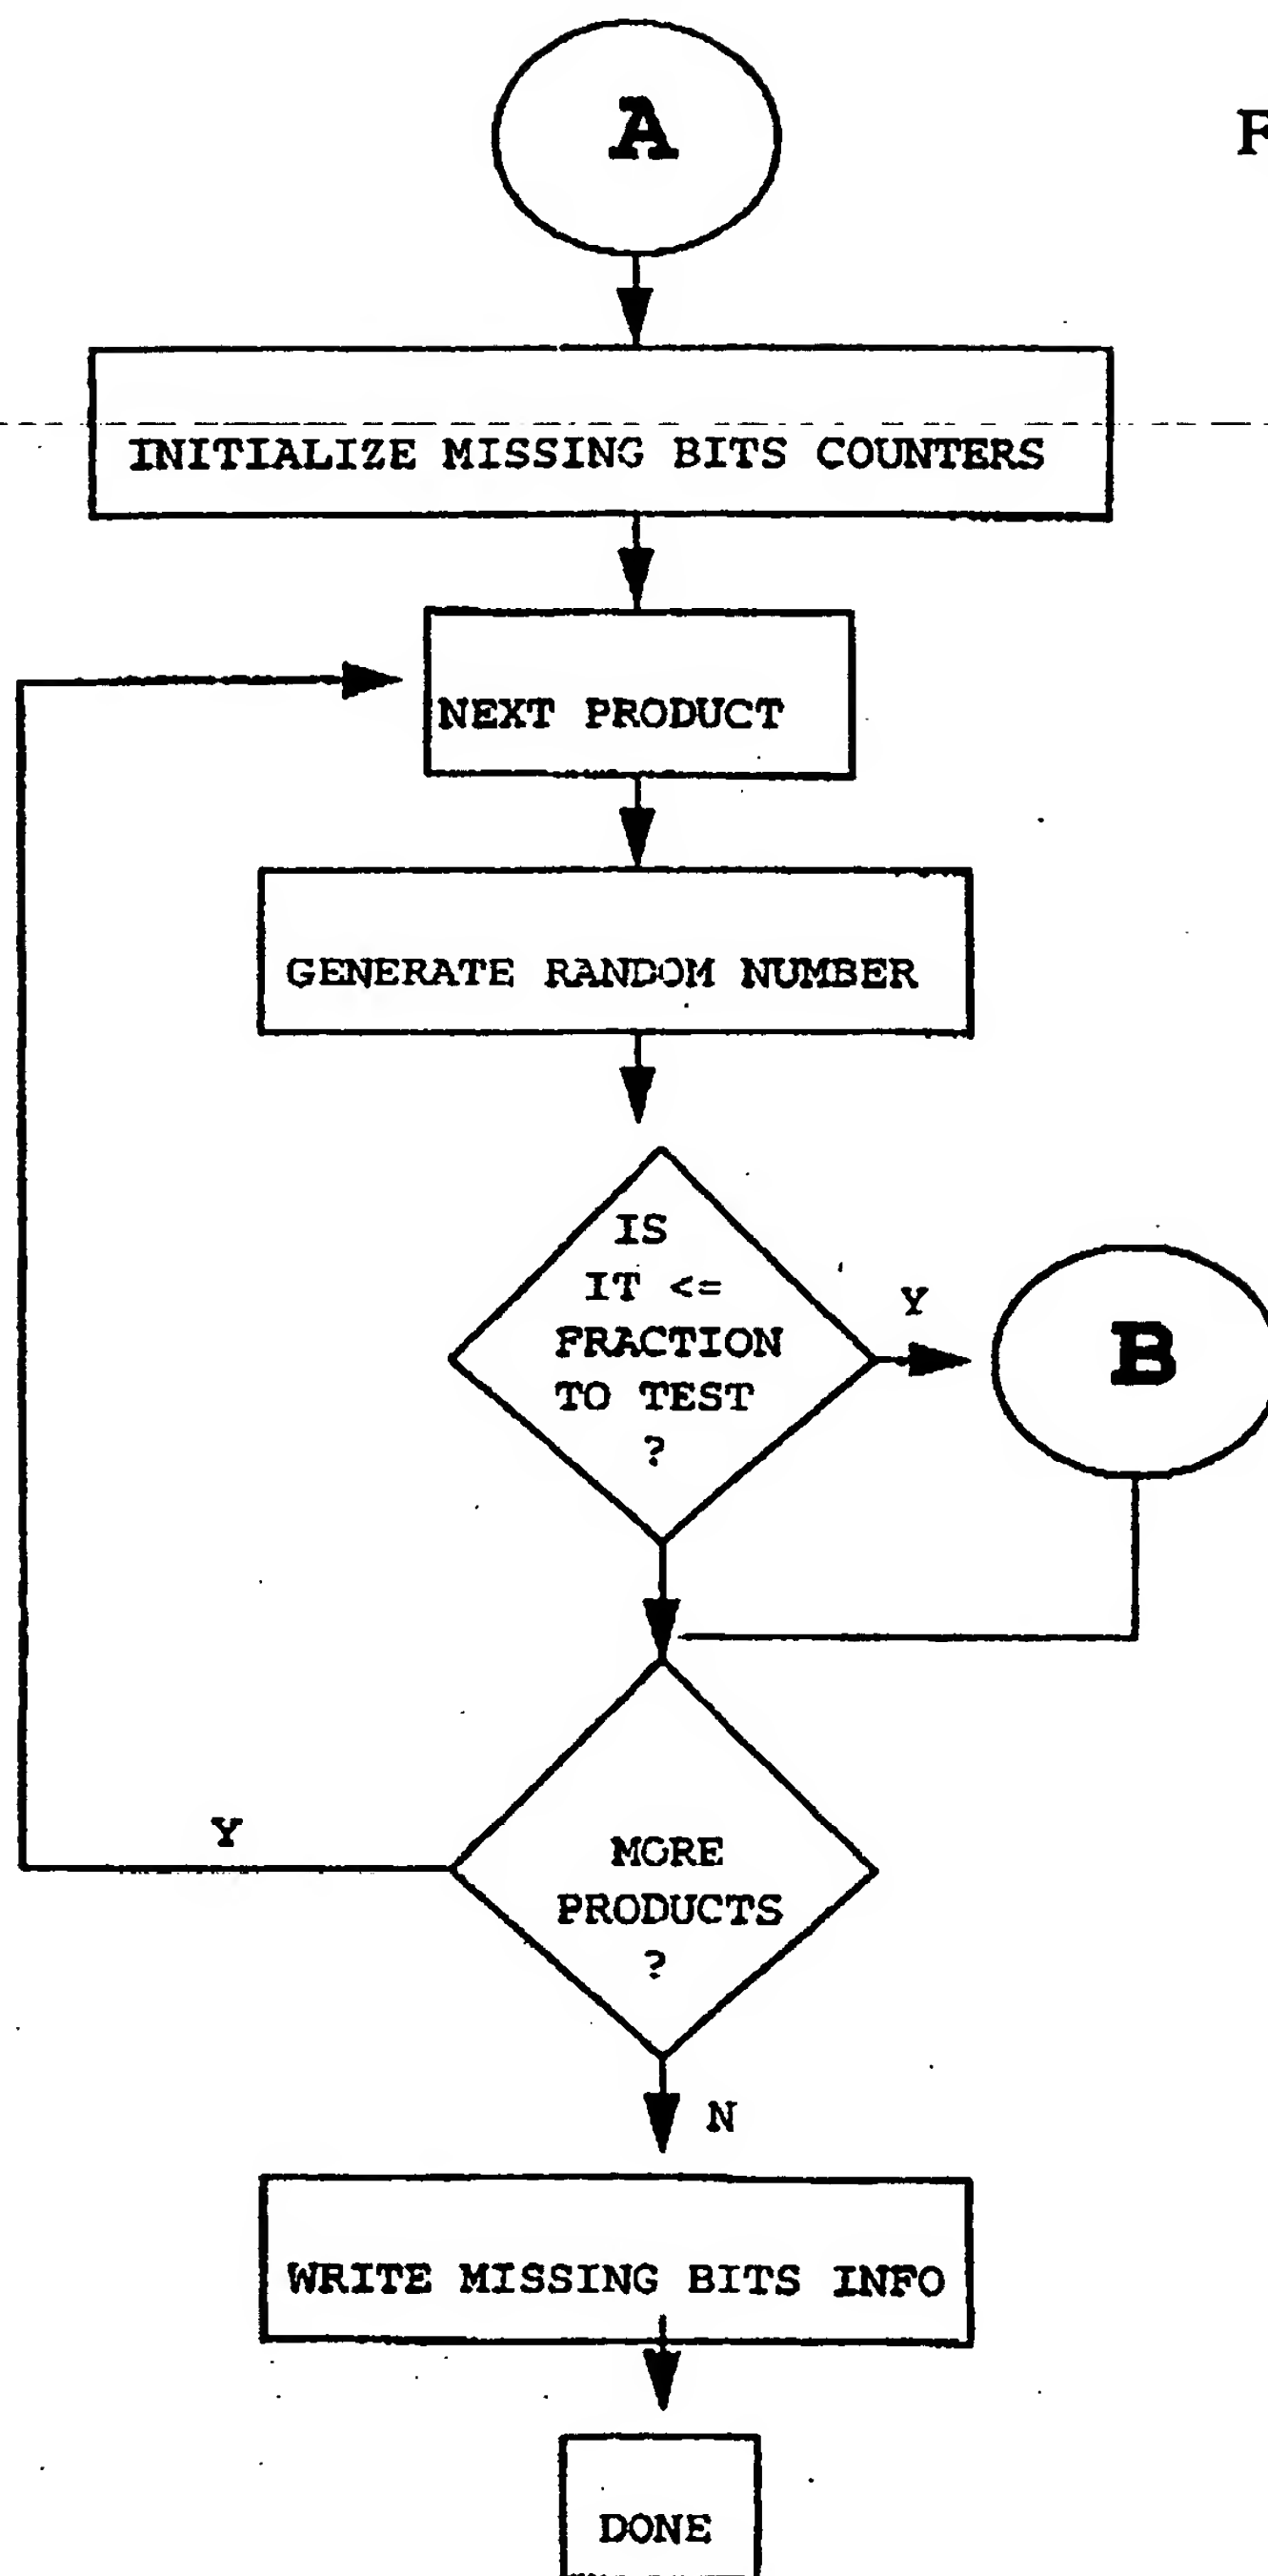 A
F
INITIALIZE MISSING BITS COUNTERS
NEXT PRODUCT
GENERATE RANDOM NUMBER
IS
IT <=
FRACTION
TO TEST
?
Y
B
Y
MORE
PRODUCTS
?
N
WRITE MISSING BITS INFO
DONE